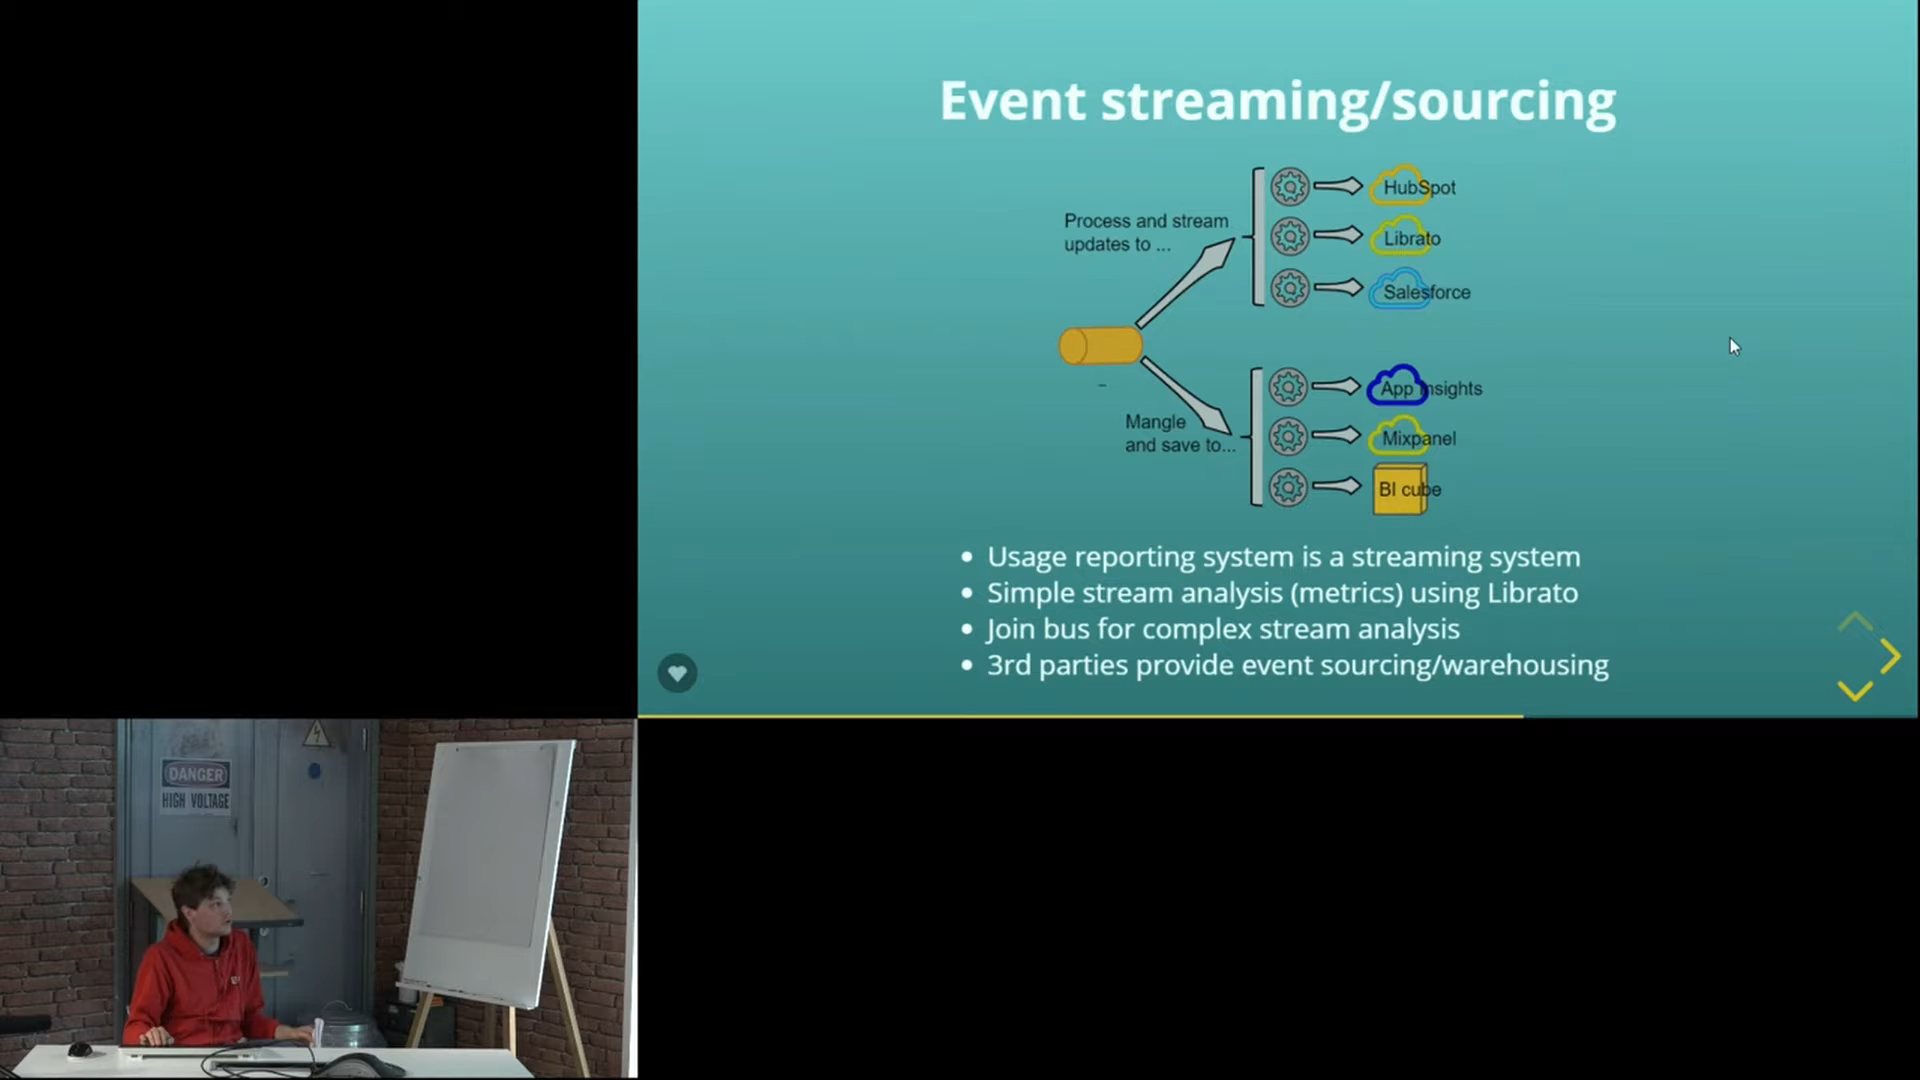 Event streaming/sourcing
Process and stream
updates to ...
HubSpot
Librato
Salesforce
Mangle
and save to...
App Insights
Mixpanel
BI cube
• Usage reporting system is a streaming system
• Simple stream analysis (metrics) using Librato
• Join bus for complex stream analysis
• 3rd parties provide event sourcing/warehousing
DANGER
HIGH VOLTAGE